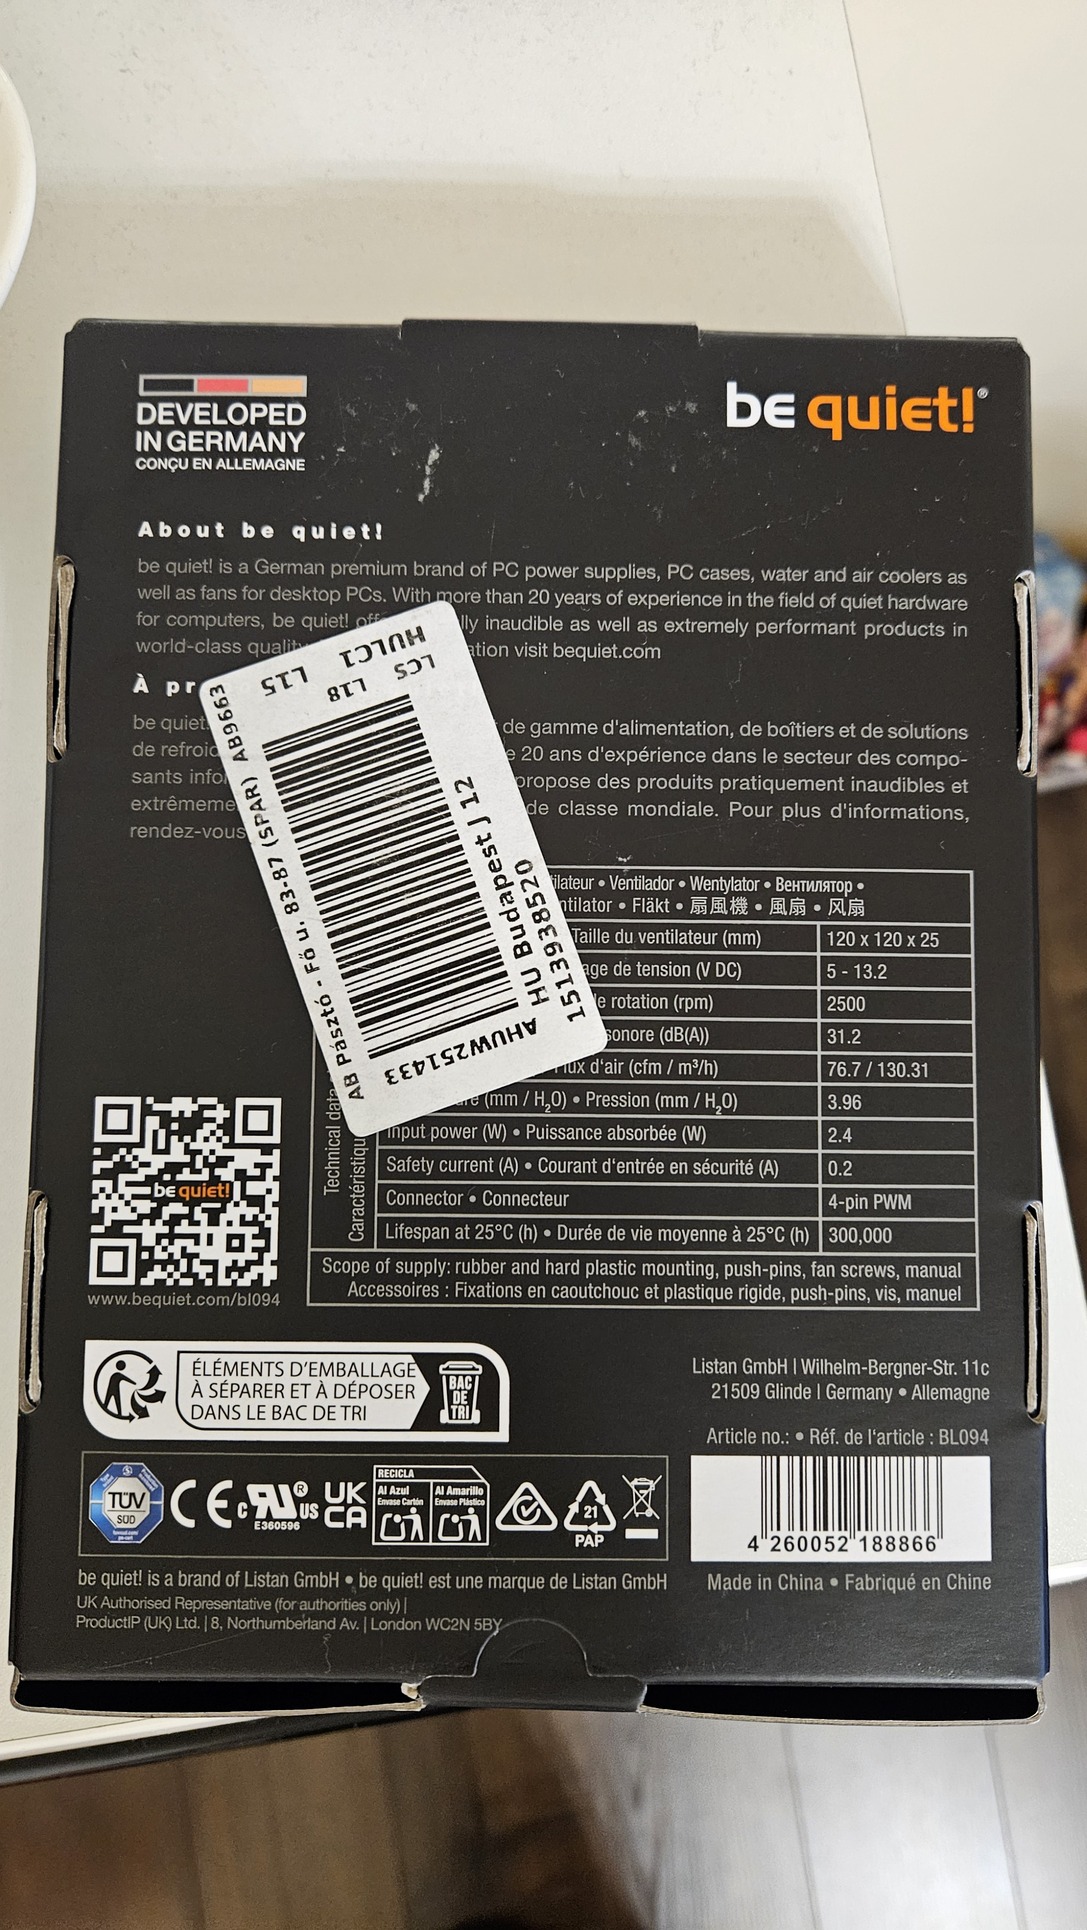 DEVELOPED
IN GERMANY
CONÇU EN ALLEMAGNE
be quiet!®
About be quiet!
be quiet! is a German premium brand of PC power supplies, PC cases, water and air coolers as
well as fans for desktop PCs. With more than 20 years of experience in the field of quiet hardware
for computers, be quiet! lly inaudible as well as extremely performant products in
world-class quality ation visit bequiet.com
À pr
be quiet! de gamme d'alimentation, de boîtiers et de solutions
de refroid e 20 ans d'expérience dans le secteur des compo-
sants infor propose des produits pratiquement inaudibles et
extrêmeme de classe mondiale. Pour plus d'informations,
rendez-vous
HULC1 L15
LCS L18
AB Pásztó - Fő u. 83-87 (SPAR) AB9663
HU Budapest J 12
1513938520
AHUW251433
ilateur • Ventilador • Wentylator • Вентилятор •
ntilator • Fläkt • 扇風機 • 風扇 • 风扇
Taille du ventilateur (mm) 120 x 120 x 25
age de tension (V DC) 5 - 13.2
e rotation (rpm) 2500
sonore (dB(A)) 31.2
flux d'air (cfm / m³/h) 76.7 / 130.31
(mm / H₂O) • Pression (mm / H₂O) 3.96
Input power (W) • Puissance absorbée (W) 2.4
Safety current (A) • Courant d'entrée en sécurité (A) 0.2
Connector • Connecteur 4-pin PWM
Lifespan at 25°C (h) • Durée de vie moyenne à 25°C (h) 300,000
Technical data
Caractéristiqu
Scope of supply: rubber and hard plastic mounting, push-pins, fan screws, manual
Accessoires : Fixations en caoutchouc et plastique rigide, push-pins, vis, manuel
be quiet!
www.bequiet.com/bl094
ÉLÉMENTS D'EMBALLAGE
À SÉPARER ET À DÉPOSER
DANS LE BAC DE TRI
BAC
DE
TRI
Listan GmbH | Wilhelm-Bergner-Str. 11c
21509 Glinde | Germany • Allemagne
Article no.: • Réf. de l'article : BL094
TÜV
SÜD
CE
c RU® US
E360596
UK
CA
RECICLA
Al Azul
Envase Cartón
Al Amarillo
Envase Plástico
21
PAP
4 260052 188866
be quiet! is a brand of Listan GmbH • be quiet! est une marque de Listan GmbH
Made in China • Fabriqué en Chine
UK Authorised Representative (for authorities only) |
ProductIP (UK) Ltd. | 8, Northumberland Av. | London WC2N 5BY